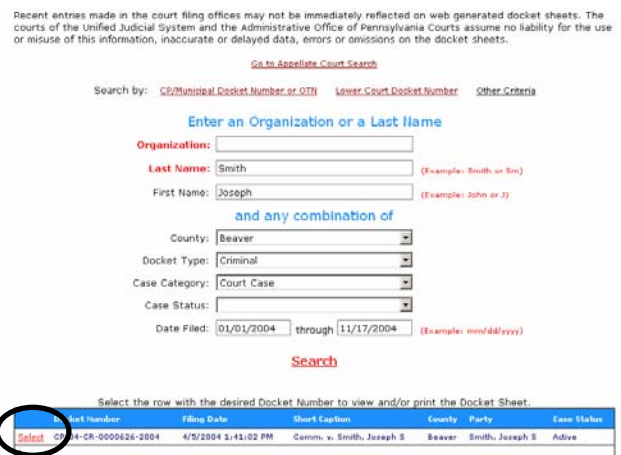 Recent entries made in the court filing offices may not be immediately reflected on web generated docket sheets. The
courts of the Unified Judicial System and the Administrative Office of Pennsylvania Courts assume no liability for the use
or misuse of this information, inaccurate or delayed data, errors or omissions on the docket sheets.
Go to Appellate Court Search
Search by: CP/Municipal Docket Number or OTN Lower Court Docket Number Other Criteria
Enter an Organization or a Last Name
Organization:
Last Name: Smith (Example: Smith or Sm)
First Name: Joseph (Example: John or J)
and any combination of
County: Beaver
Docket Type: Criminal
Case Category: Court Case
Case Status:
Date Filed: 01/01/2004 through 11/17/2004 (Example: mm/dd/yyyy)
Search
Select the row with the desired Docket Number to view and/or print the Docket Sheet.
Number Filing Date Short Caption County Party Case Status
Select 04-CR-0000626-2004 4/5/2004 1:41:02 PM Comm. v. Smith, Joseph S Beaver Smith, Joseph S Active